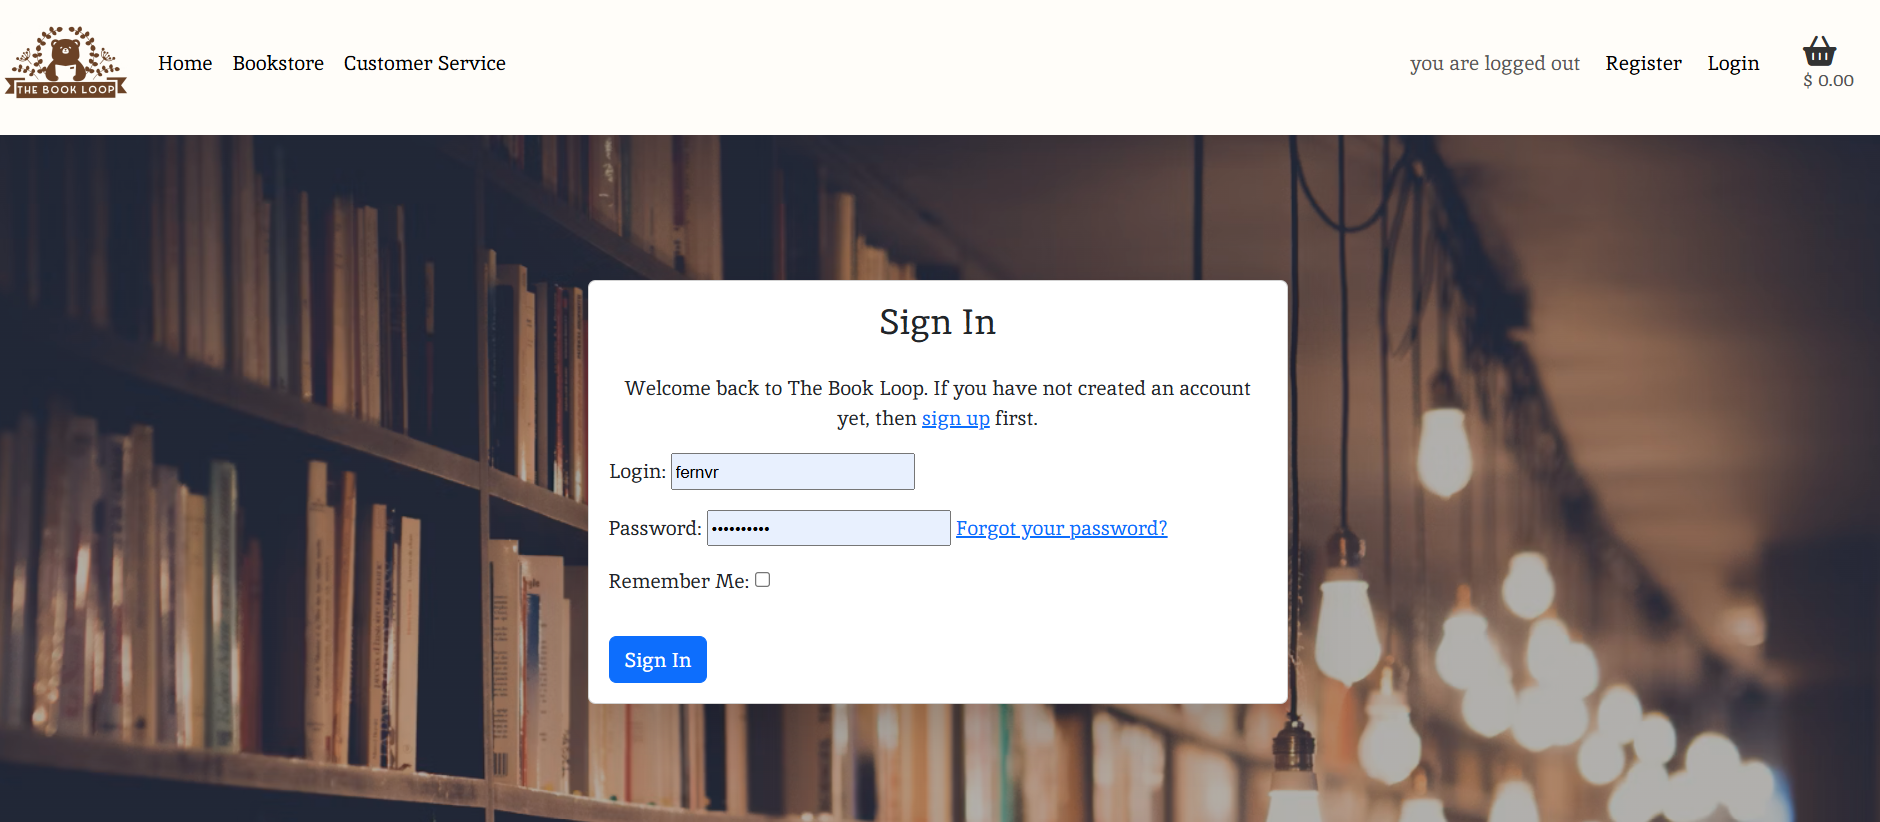 THE BOOK LOOP
Home Bookstore Customer Service
you are logged out Register Login
$ 0.00
Sign In
Welcome back to The Book Loop. If you have not created an account
yet, then sign up first.
Login: fernvr
Password: •••••••••• Forgot your password?
Remember Me:
Sign In